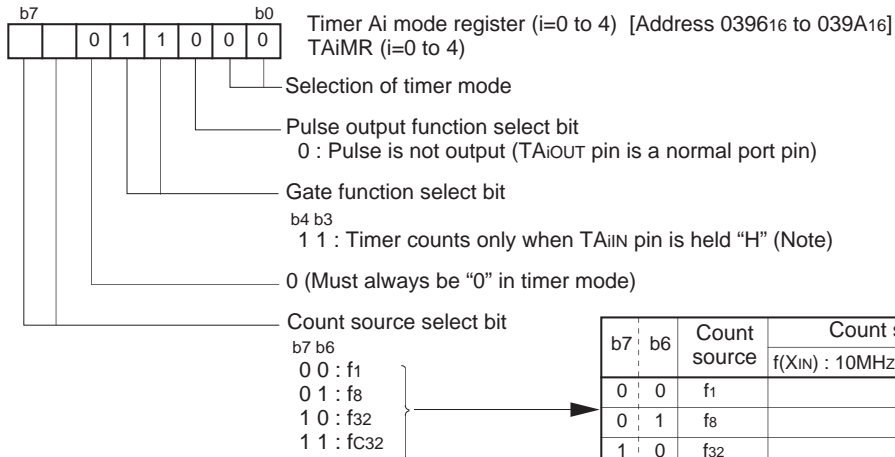 b7 b0
Timer Ai mode register (i=0 to 4) [Address 039616 to 039A16]
TAiMR (i=0 to 4)
0 1 1 0 0 0
Selection of timer mode
Pulse output function select bit
0 : Pulse is not output (TAiOUT pin is a normal port pin)
Gate function select bit
b4 b3
1 1 : Timer counts only when TAiIN pin is held “H” (Note)
0 (Must always be “0” in timer mode)
Count source select bit
b7 b6
0 0 : f1
0 1 : f8
1 0 : f32
1 1 : fC32
b7 b6 Count source Count
f(XIN) : 10MHz
0 0 f1
0 1 f8
1 0 f32